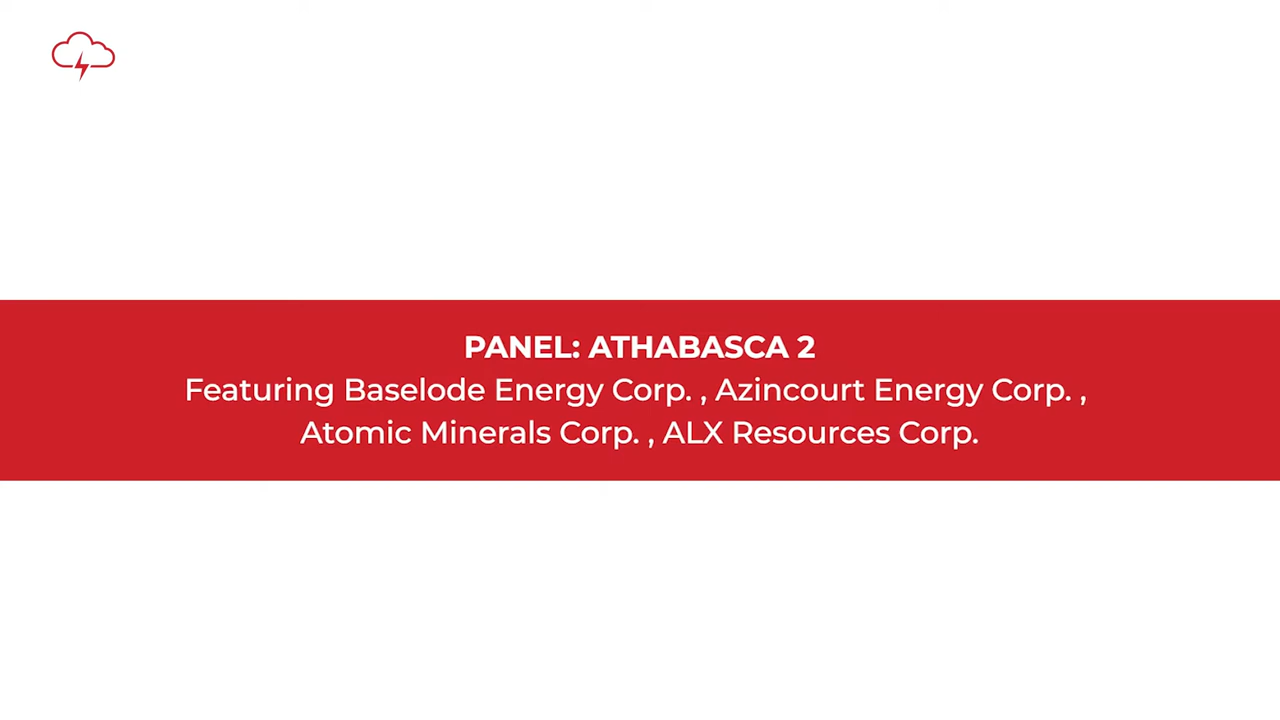 PANEL: ATHABASCA 2
Featuring Baselode Energy Corp. , Azincourt Energy Corp. ,
Atomic Minerals Corp. , ALX Resources Corp.